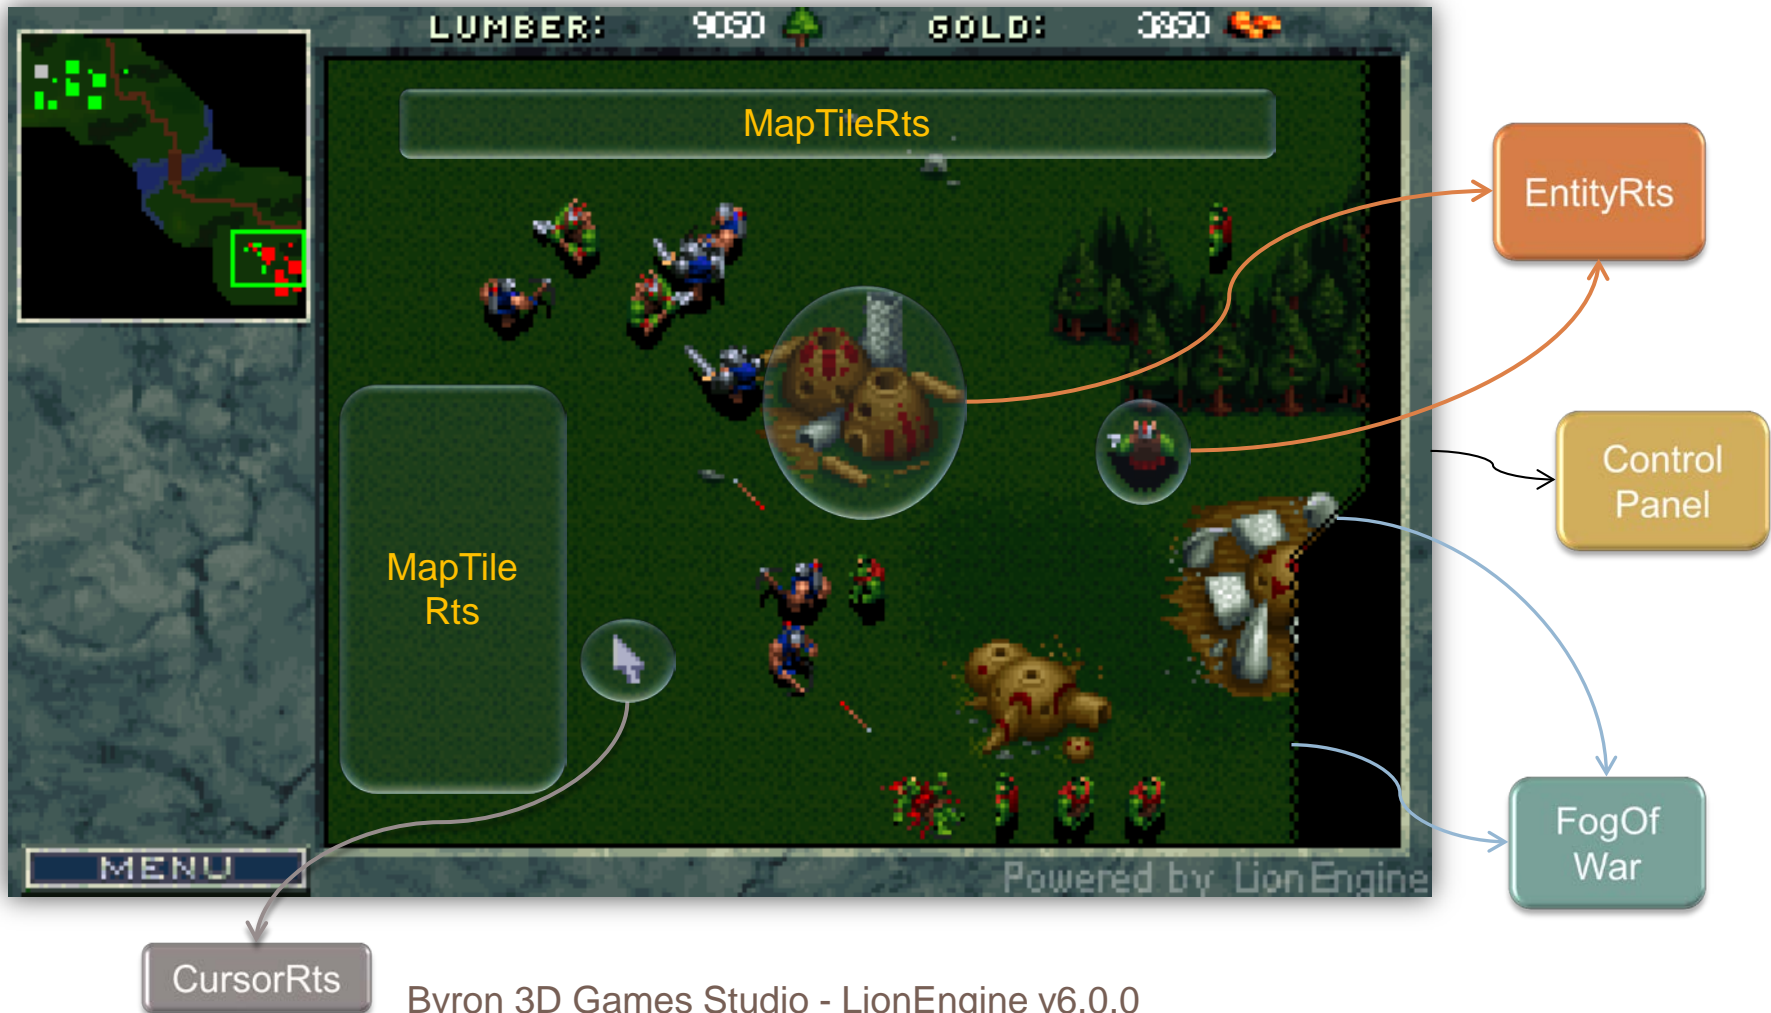 LUMBER: 9050 GOLD: 3850
MapTileRts
EntityRts
Control
Panel
MapTile
Rts
FogOf
War
MENU
Powered by LionEngine
CursorRts
Byron 3D Games Studio - LionEngine v6.0.0